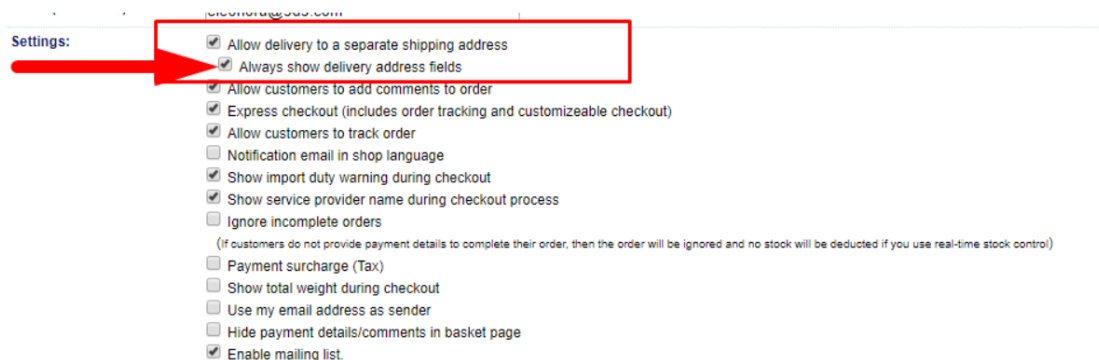 Settings:
Allow delivery to a separate shipping address
Always show delivery address fields
Allow customers to add comments to order
Express checkout (includes order tracking and customizeable checkout)
Allow customers to track order
Notification email in shop language
Show import duty warning during checkout
Show service provider name during checkout process
Ignore incomplete orders
(If customers do not provide payment details to complete their order, then the order will be ignored and no stock will be deducted if you use real-time stock control)
Payment surcharge (Tax)
Show total weight during checkout
Use my email address as sender
Hide payment details/comments in basket page
Enable mailing list.